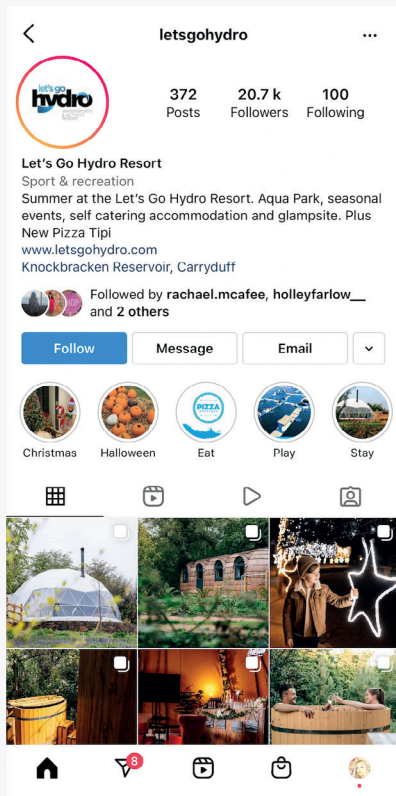 letsgohydro
let's go
hydro
372
Posts
20.7 k
Followers
100
Following
Let's Go Hydro Resort
Sport & recreation
Summer at the Let's Go Hydro Resort. Aqua Park, seasonal
events, self catering accommodation and glampsite. Plus
New Pizza Tipi
www.letsgohydro.com
Knockbracken Reservoir, Carryduff
Followed by rachael.mcafee, holleyfarlow__
and 2 others
Follow
Message
Email
PIZZA
Christmas
Halloween
Eat
Play
Stay
8